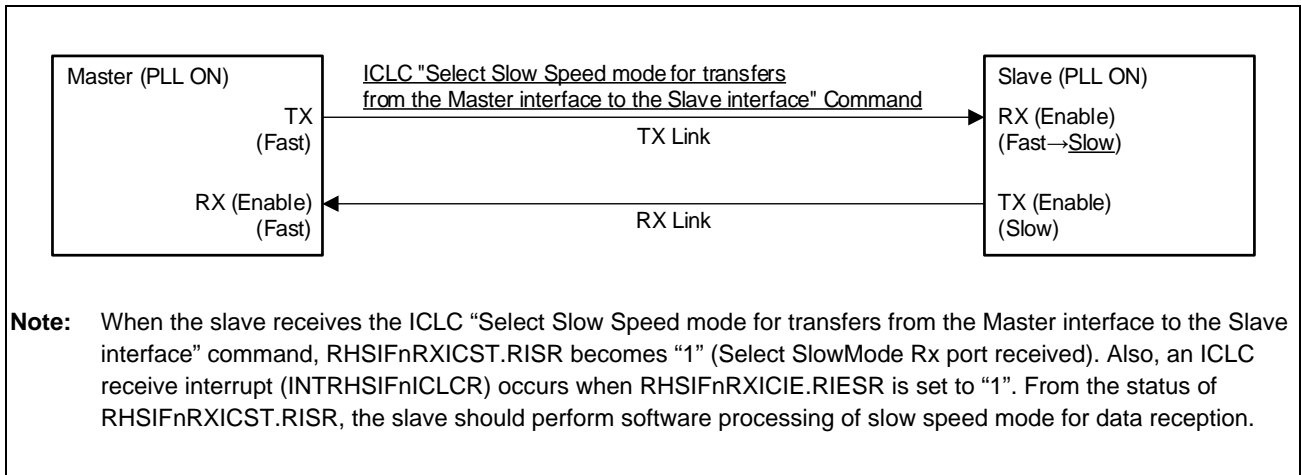 Master (PLL ON)
TX
(Fast)
RX (Enable)
(Fast)
ICLC "Select Slow Speed mode for transfers
from the Master interface to the Slave interface" Command
TX Link
RX Link
Slave (PLL ON)
RX (Enable)
(Fast→Slow)
TX (Enable)
(Slow)
Note: When the slave receives the ICLC “Select Slow Speed mode for transfers from the Master interface to the Slave
interface” command, RHSIFnRXICST.RISR becomes “1” (Select SlowMode Rx port received). Also, an ICLC
receive interrupt (INTRHSIFnICLCR) occurs when RHSIFnRXICIE.RIESR is set to “1”. From the status of
RHSIFnRXICST.RISR, the slave should perform software processing of slow speed mode for data reception.